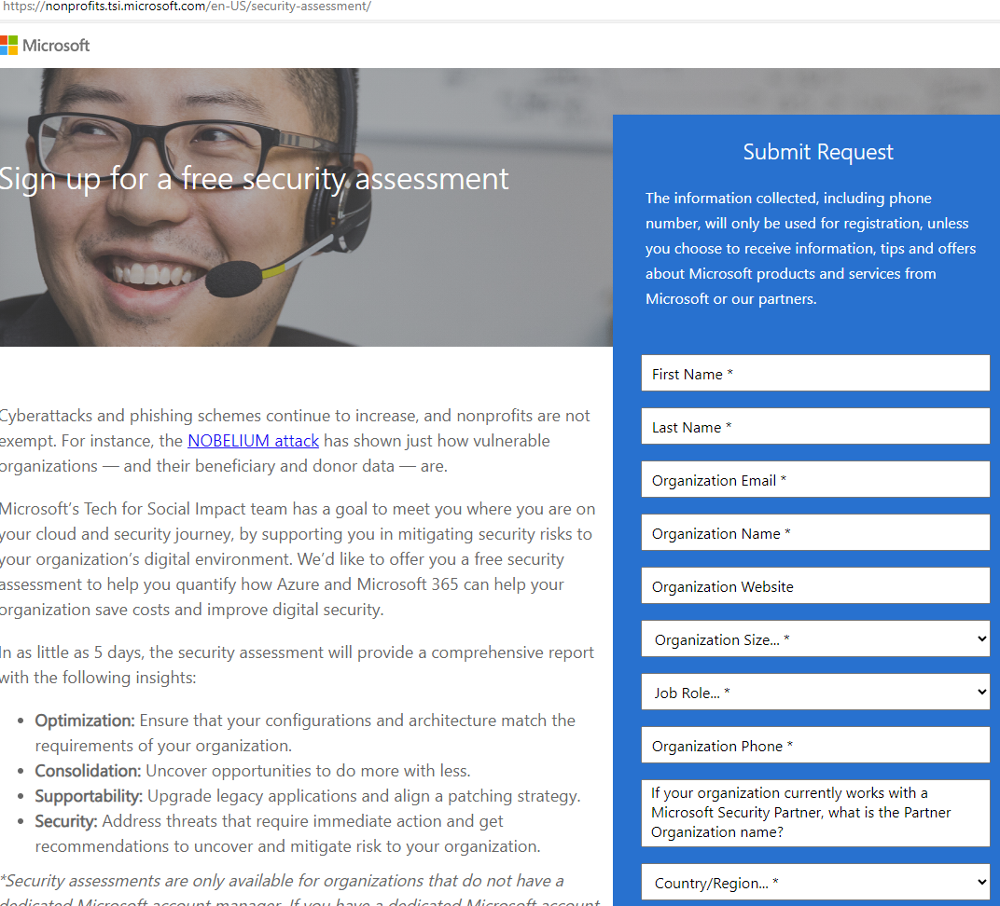 https://nonprofits.tsi.microsoft.com/en-US/security-assessment/
Microsoft
Sign up for a free security assessment
Cyberattacks and phishing schemes continue to increase, and nonprofits are not
exempt. For instance, the NOBELIUM attack has shown just how vulnerable
organizations — and their beneficiary and donor data — are.
Microsoft’s Tech for Social Impact team has a goal to meet you where you are on
your cloud and security journey, by supporting you in mitigating security risks to
your organization’s digital environment. We’d like to offer you a free security
assessment to help you quantify how Azure and Microsoft 365 can help your
organization save costs and improve digital security.
In as little as 5 days, the security assessment will provide a comprehensive report
with the following insights:
• Optimization: Ensure that your configurations and architecture match the
requirements of your organization.
• Consolidation: Uncover opportunities to do more with less.
• Supportability: Upgrade legacy applications and align a patching strategy.
• Security: Address threats that require immediate action and get
recommendations to uncover and mitigate risk to your organization.
*Security assessments are only available for organizations that do not have a
dedicated Microsoft account manager. If you have a dedicated Microsoft account
Submit Request
The information collected, including phone
number, will only be used for registration, unless
you choose to receive information, tips and offers
about Microsoft products and services from
Microsoft or our partners.
First Name *
Last Name *
Organization Email *
Organization Name *
Organization Website
Organization Size... *
Job Role... *
Organization Phone *
If your organization currently works with a
Microsoft Security Partner, what is the Partner
Organization name?
Country/Region... *